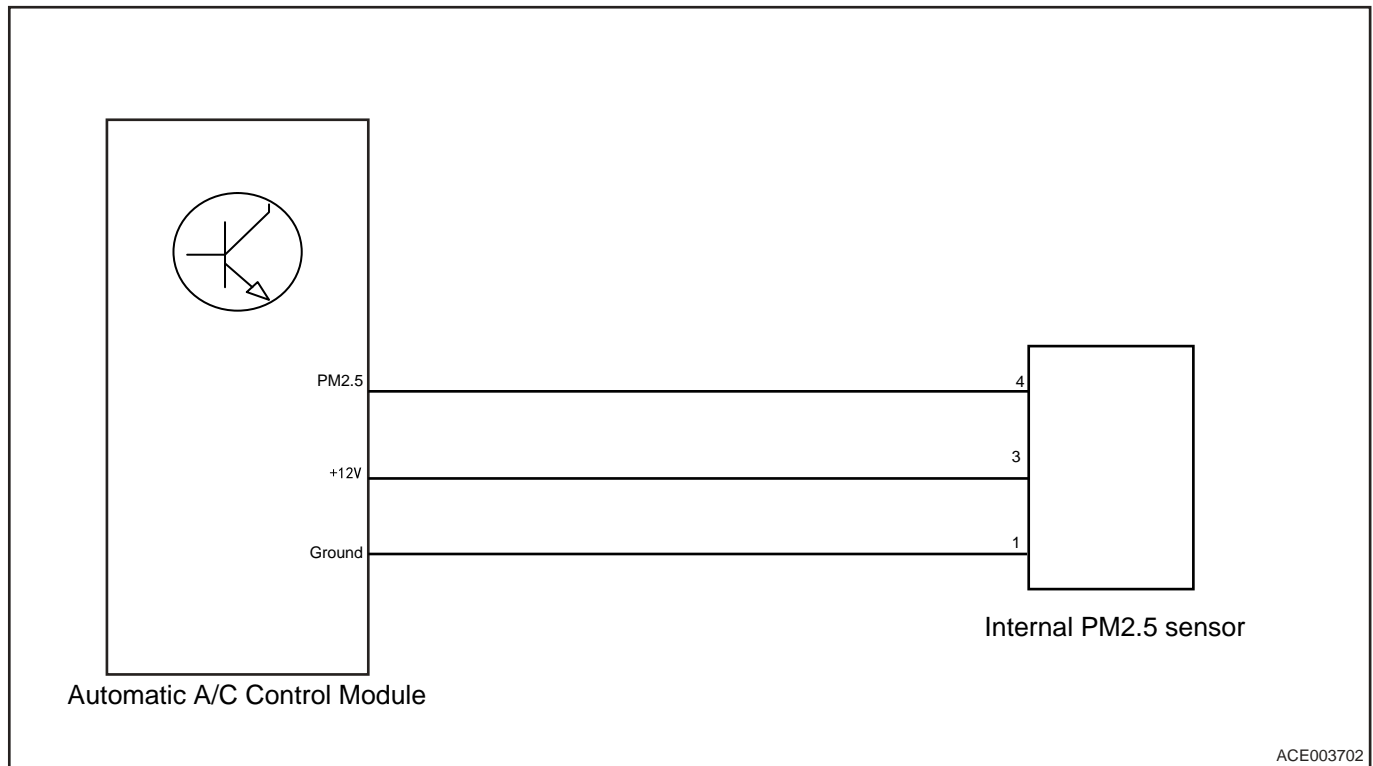 PM2.5
4
+12V
3
Ground
1
Internal PM2.5 sensor
Automatic A/C Control Module
ACE003702